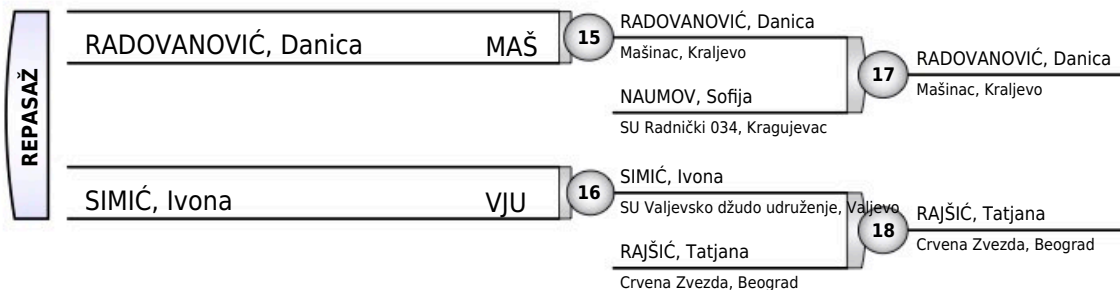 REPASAŽ
RADOVANOVIĆ, Danica MAŠ
15
RADOVANOVIĆ, Danica
Mašinac, Kraljevo
NAUMOV, Sofija
SU Radnički 034, Kragujevac
17
RADOVANOVIĆ, Danica
Mašinac, Kraljevo
SIMIĆ, Ivona VJU
16
SIMIĆ, Ivona
SU Valjevsko džudo udruženje, Valjevo
RAJŠIĆ, Tatjana
Crvena Zvezda, Beograd
18
RAJŠIĆ, Tatjana
Crvena Zvezda, Beograd